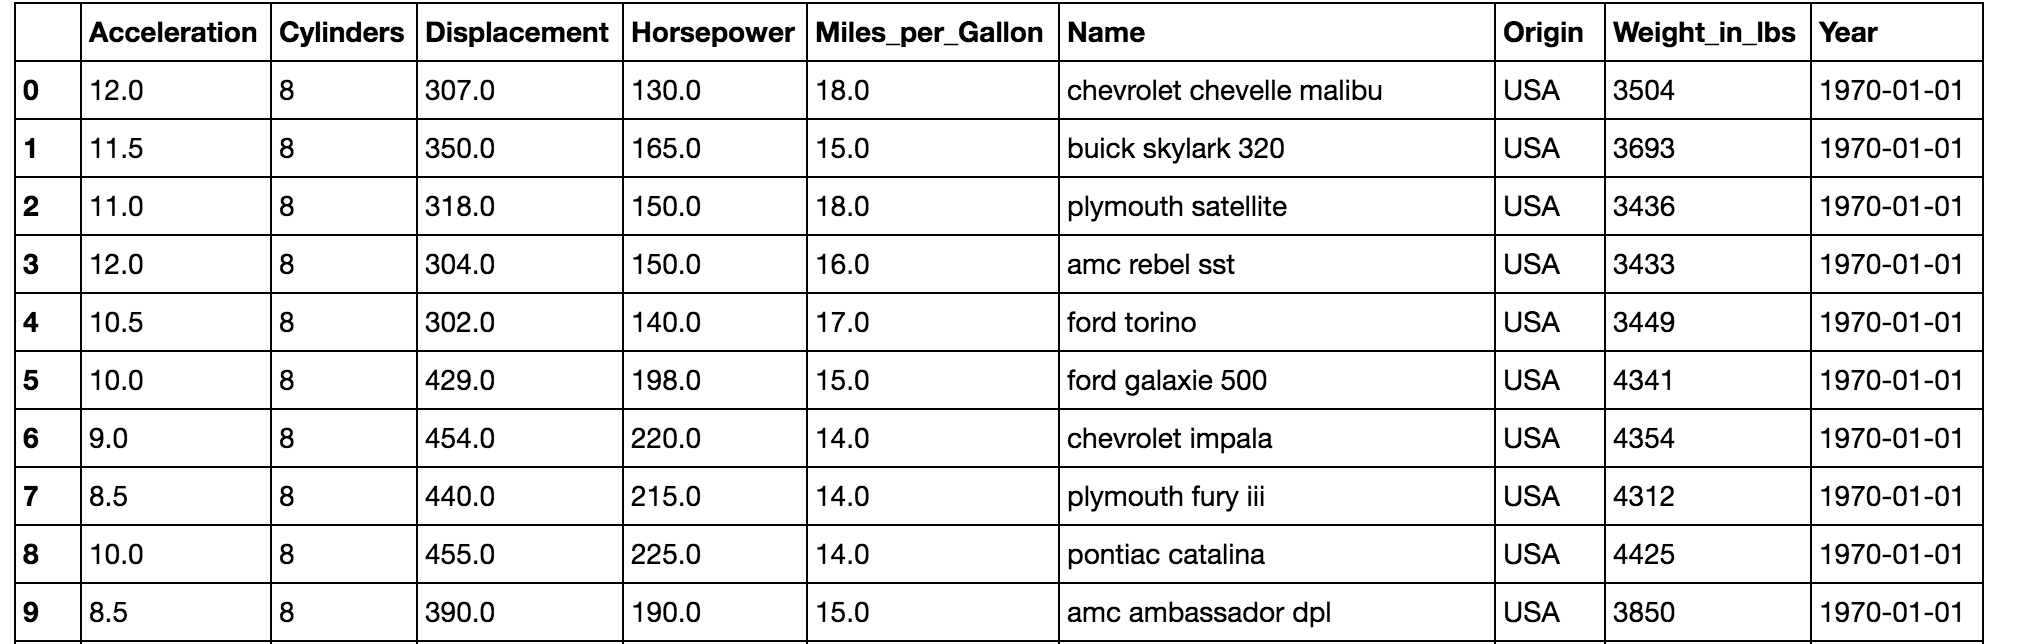 Acceleration Cylinders Displacement Horsepower Miles_per_Gallon Name Origin Weight_in_lbs Year
0 12.0 8 307.0 130.0 18.0 chevrolet chevelle malibu USA 3504 1970-01-01
1 11.5 8 350.0 165.0 15.0 buick skylark 320 USA 3693 1970-01-01
2 11.0 8 318.0 150.0 18.0 plymouth satellite USA 3436 1970-01-01
3 12.0 8 304.0 150.0 16.0 amc rebel sst USA 3433 1970-01-01
4 10.5 8 302.0 140.0 17.0 ford torino USA 3449 1970-01-01
5 10.0 8 429.0 198.0 15.0 ford galaxie 500 USA 4341 1970-01-01
6 9.0 8 454.0 220.0 14.0 chevrolet impala USA 4354 1970-01-01
7 8.5 8 440.0 215.0 14.0 plymouth fury iii USA 4312 1970-01-01
8 10.0 8 455.0 225.0 14.0 pontiac catalina USA 4425 1970-01-01
9 8.5 8 390.0 190.0 15.0 amc ambassador dpl USA 3850 1970-01-01